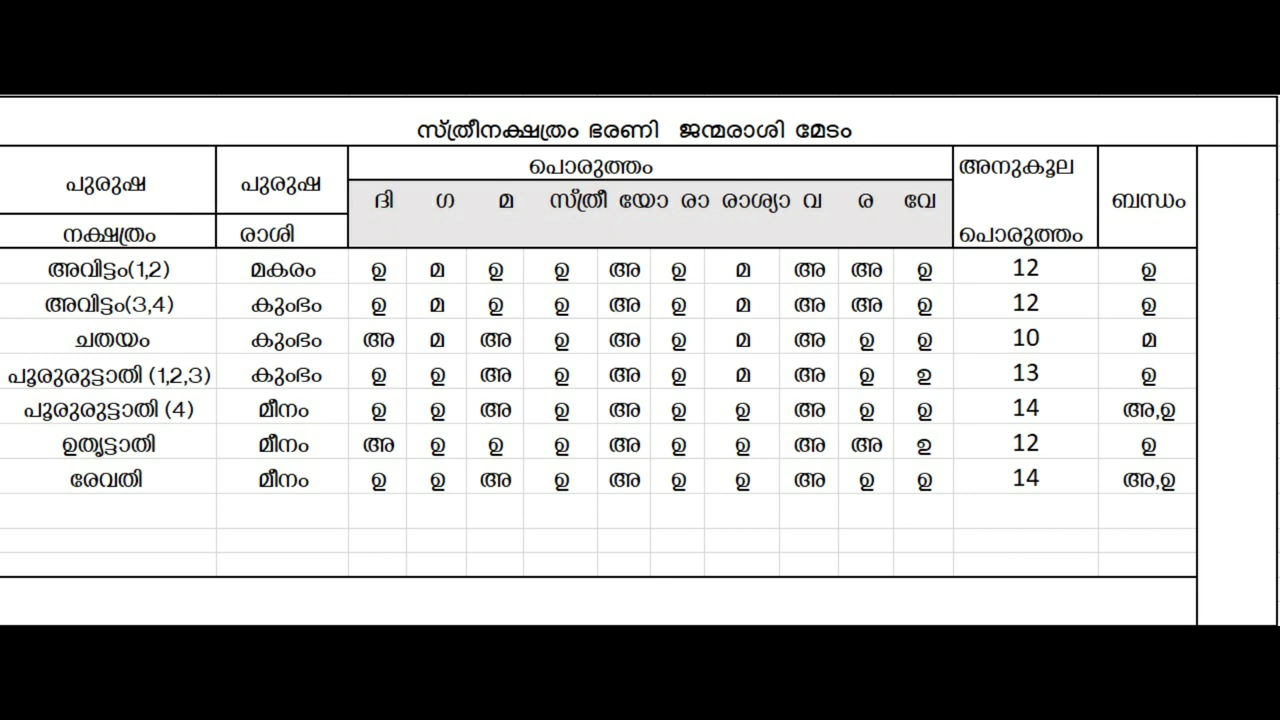 സ്ത്രീനക്ഷത്രം ഭരണി ജന്മരാശി മേടം
പുരുഷ പുരുഷ പൊരുത്തം അനുകൂല ബന്ധം
ദി ഗ മ സ്ത്രീ യോ രാ രാശ്യാ വ ര വേ
നക്ഷത്രം രാശി പൊരുത്തം
അവിട്ടം(1,2) മകരം ഉ മ ഉ ഉ അ ഉ മ അ അ ഉ 12 ഉ
അവിട്ടം(3,4) കുംഭം ഉ മ ഉ ഉ അ ഉ മ അ അ ഉ 12 ഉ
ചതയം കുംഭം അ മ അ ഉ അ ഉ മ അ ഉ ഉ 10 മ
പൂരുരുട്ടാതി (1,2,3) കുംഭം ഉ ഉ അ ഉ അ ഉ മ അ ഉ ഉ 13 ഉ
പൂരുരുട്ടാതി (4) മീനം ഉ ഉ അ ഉ അ ഉ ഉ അ ഉ ഉ 14 അ,ഉ
ഉതൃട്ടാതി മീനം അ ഉ ഉ ഉ അ ഉ ഉ അ അ ഉ 12 ഉ
രേവതി മീനം ഉ ഉ അ ഉ അ ഉ ഉ അ ഉ ഉ 14 അ,ഉ